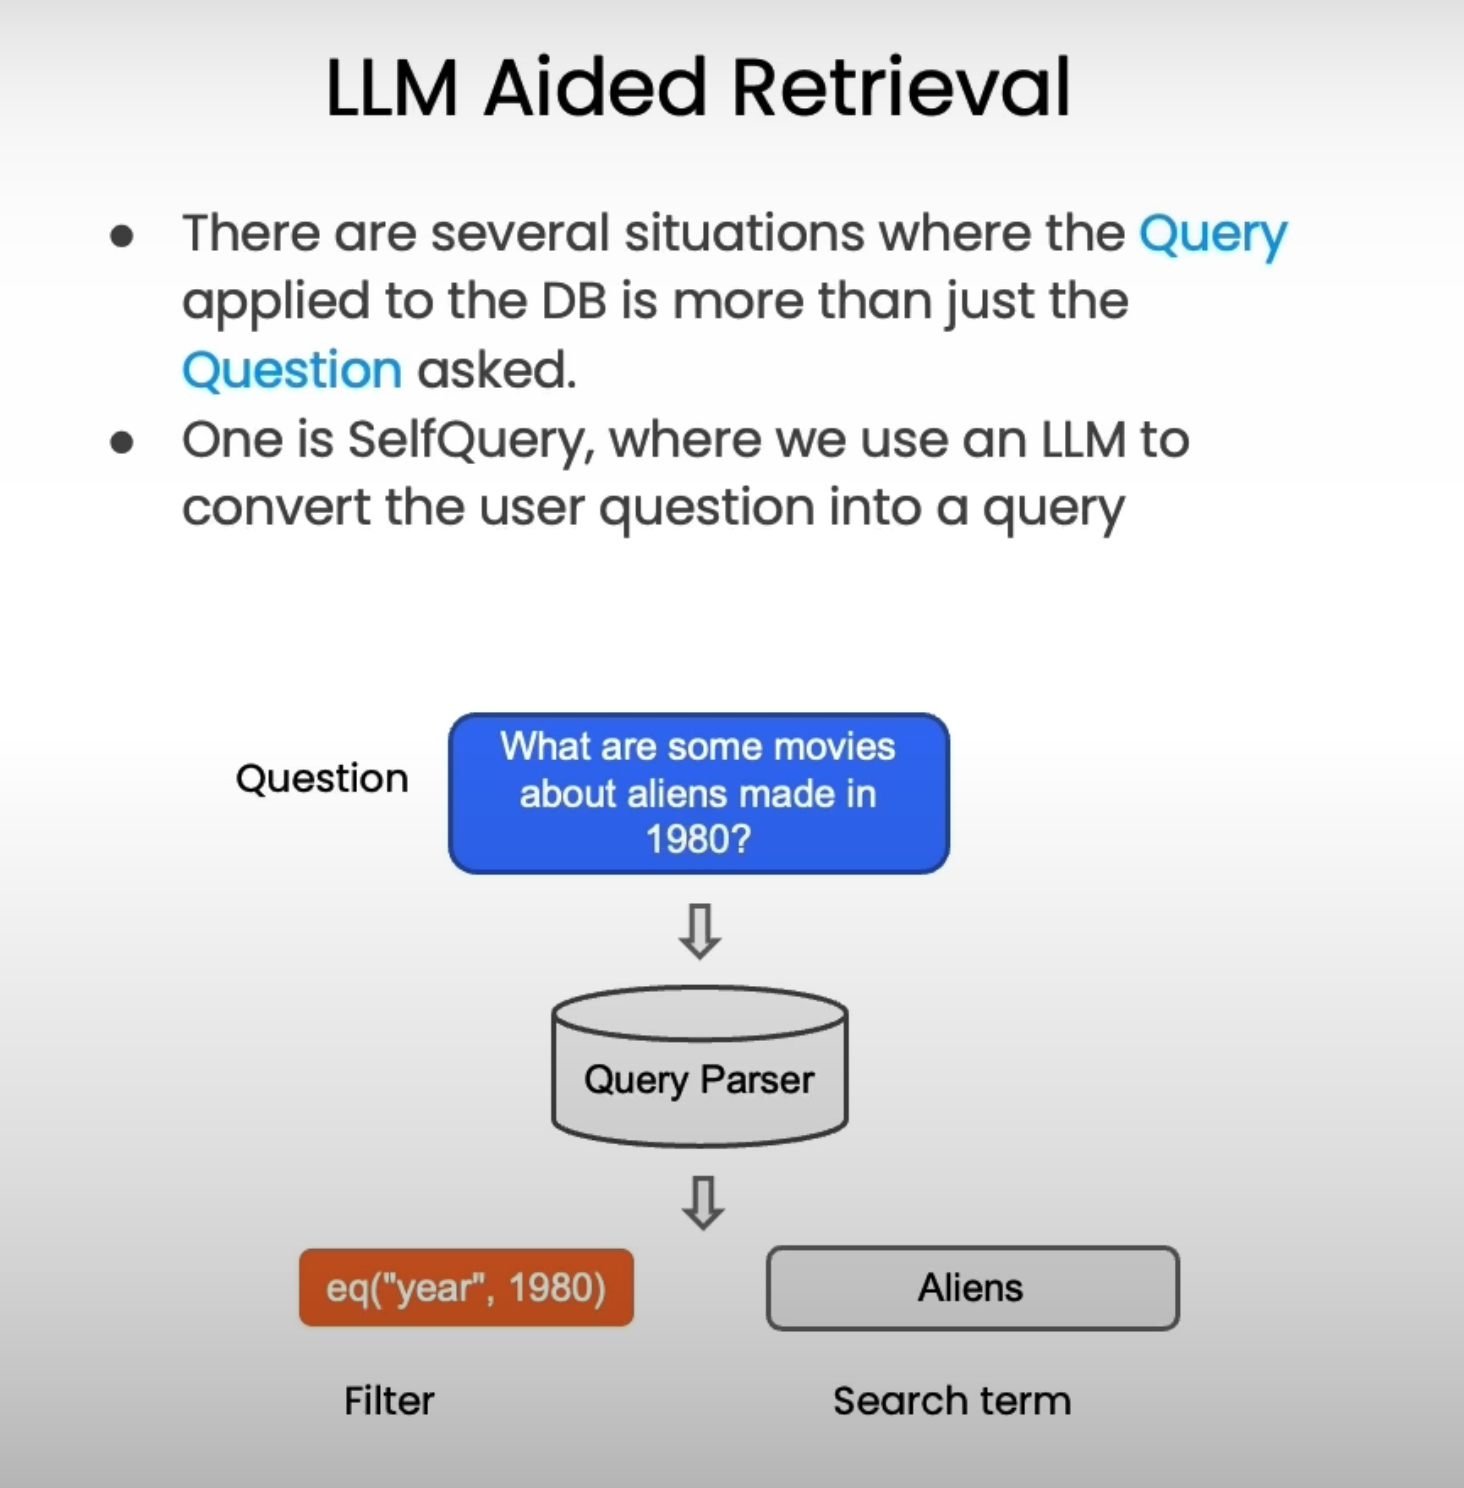 LLM Aided Retrieval
There are several situations where the Query
applied to the DB is more than just the
Question asked.
One is SelfQuery, where we use an LLM to
convert the user question into a query
Question
What are some movies
about aliens made in
1980?
Query Parser
eq("year", 1980)
Aliens
Filter
Search term